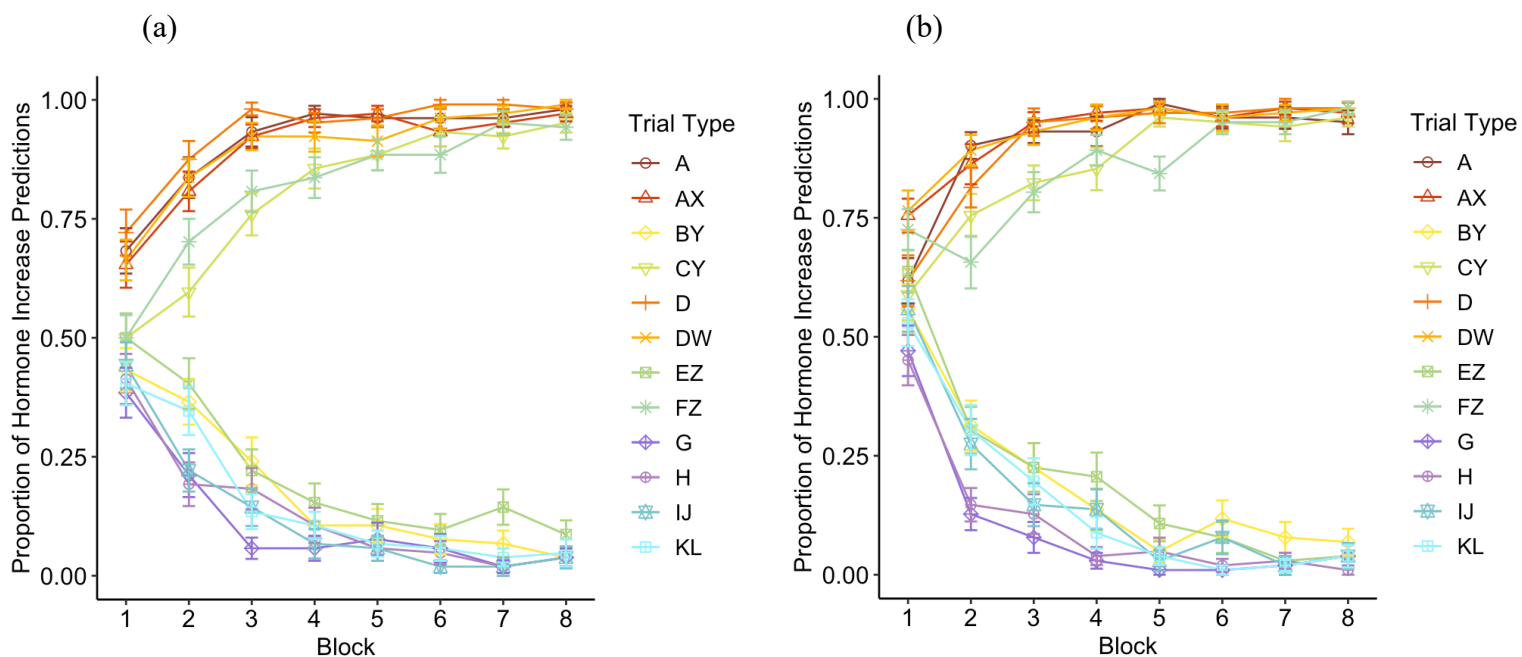 (a)
Proportion of Hormone Increase Predictions
1.00
0.75
0.50
0.25
0.00
1 2 3 4 5 6 7 8
Block
Trial Type
A
AX
BY
CY
D
DW
EZ
FZ
G
H
IJ
KL
(b)
Proportion of Hormone Increase Predictions
1.00
0.75
0.50
0.25
0.00
1 2 3 4 5 6 7 8
Block
Trial Type
A
AX
BY
CY
D
DW
EZ
FZ
G
H
IJ
KL